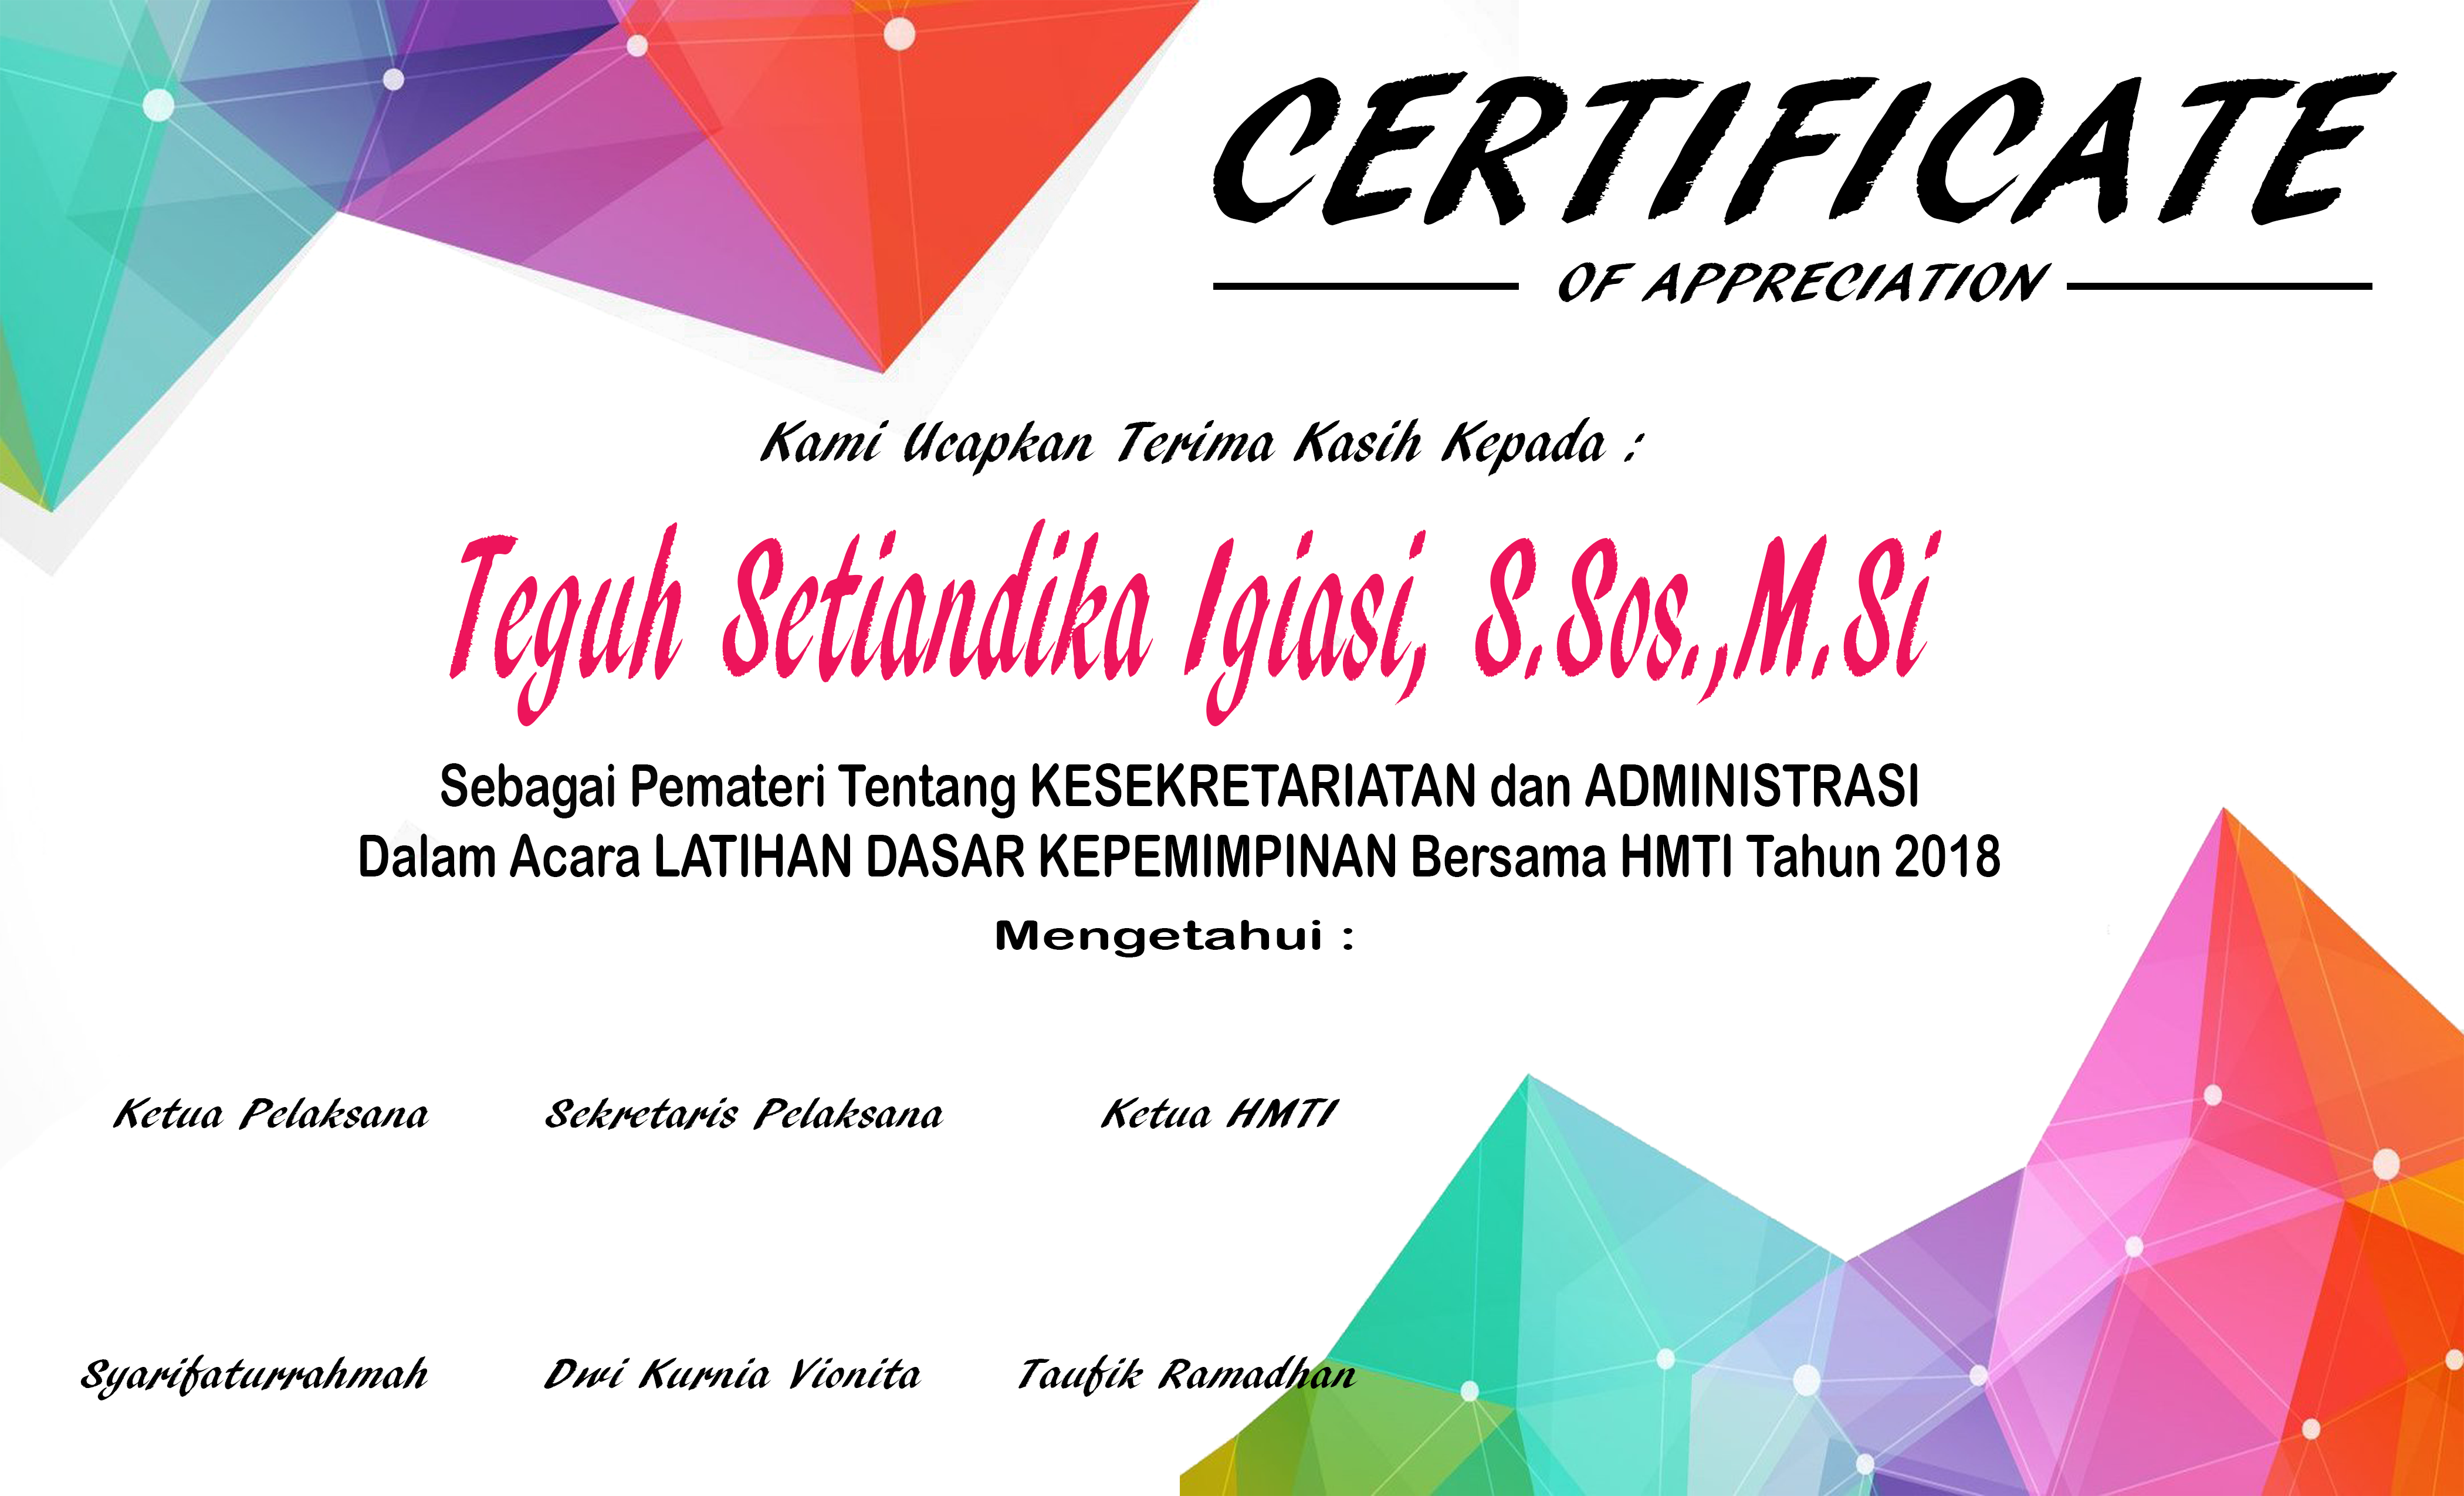 CERTIFICATE
OF APPRECIATION
Kami Ucapkan Terima Kasih Kepada :
Teguh Setiandika Igiasi, S.Sos.,M.Si
Sebagai Pemateri Tentang KESEKRETARIATAN dan ADMINISTRASI
Dalam Acara LATIHAN DASAR KEPEMIMPINAN Bersama HMTI Tahun 2018
Mengetahui :
Ketua Pelaksana Sekretaris Pelaksana Ketua HMTI
Syarifaturrahmah Dwi Kurnia Vionita Taufik Ramadhan